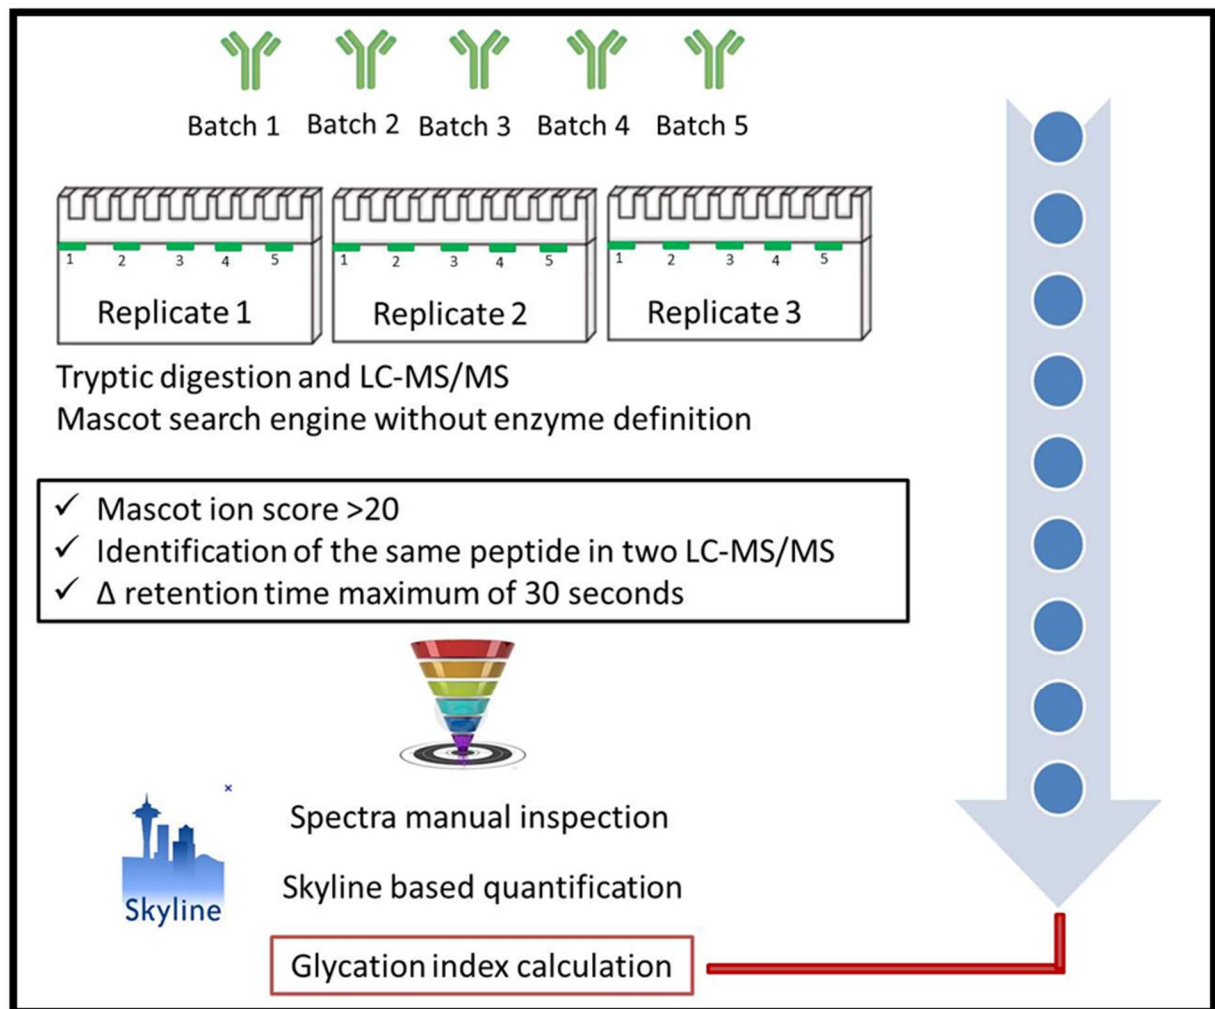 Batch 1 Batch 2 Batch 3 Batch 4 Batch 5
1 2 3 4 5 1 2 3 4 5 1 2 3 4 5
Replicate 1 Replicate 2 Replicate 3
Tryptic digestion and LC-MS/MS
Mascot search engine without enzyme definition
✓ Mascot ion score >20
✓ Identification of the same peptide in two LC-MS/MS
✓ Δ retention time maximum of 30 seconds
Spectra manual inspection
Skyline based quantification
Skyline
Glycation index calculation